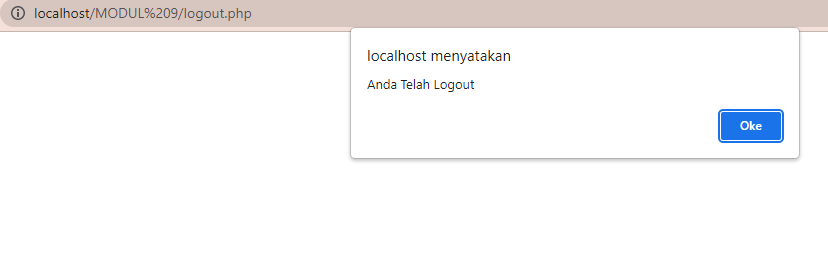 localhost/MODUL%209/logout.php
localhost menyatakan
Anda Telah Logout
Oke